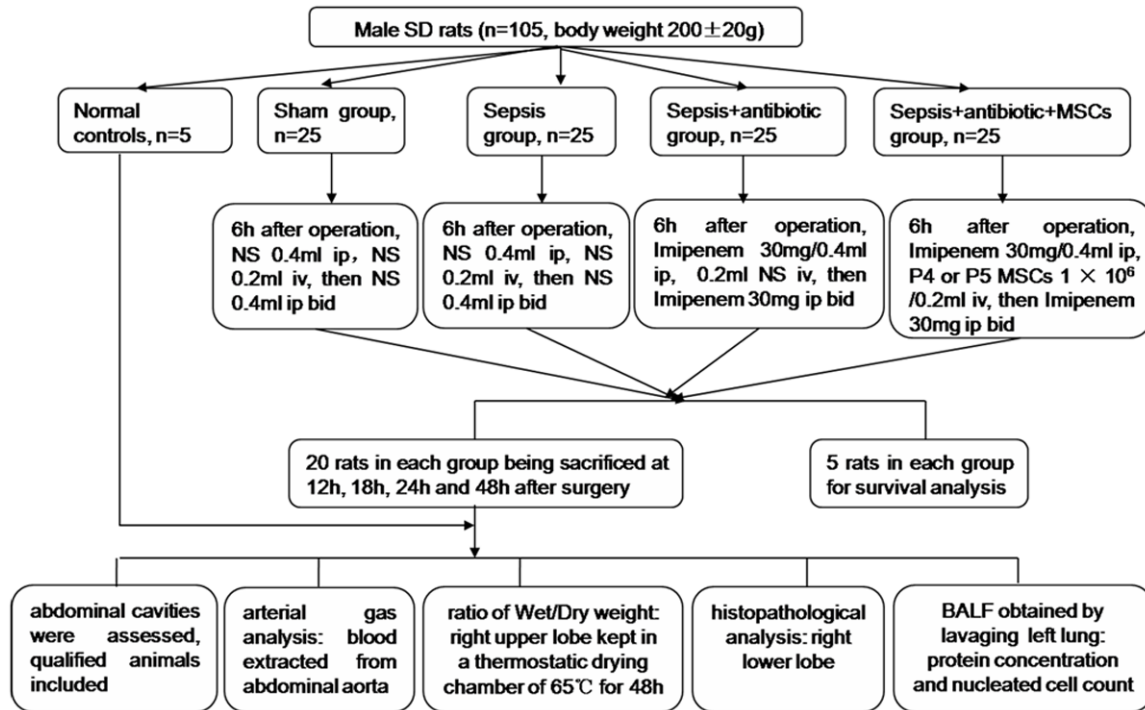 Male SD rats (n=105, body weight 200±20g)
Normal
controls, n=5
Sham group,
n=25
Sepsis
group, n=25
Sepsis+antibiotic
group, n=25
Sepsis+antibiotic+MSCs
group, n=25
6h after operation,
NS 0.4ml ip, NS
0.2ml iv, then NS
0.4ml ip bid
6h after operation,
NS 0.4ml ip, NS
0.2ml iv, then NS
0.4ml ip bid
6h after operation,
Imipenem 30mg/0.4ml
ip, 0.2ml NS iv, then
Imipenem 30mg ip bid
6h after operation,
Imipenem 30mg/0.4ml ip,
P4 or P5 MSCs 1 × 10⁶
/0.2ml iv, then Imipenem
30mg ip bid
20 rats in each group being sacrificed at
12h, 18h, 24h and 48h after surgery
5 rats in each group
for survival analysis
abdominal cavities
were assessed,
qualified animals
included
arterial gas
analysis: blood
extracted from
abdominal aorta
ratio of Wet/Dry weight:
right upper lobe kept in
a thermostatic drying
chamber of 65℃ for 48h
histopathological
analysis: right
lower lobe
BALF obtained by
lavaging left lung:
protein concentration
and nucleated cell count